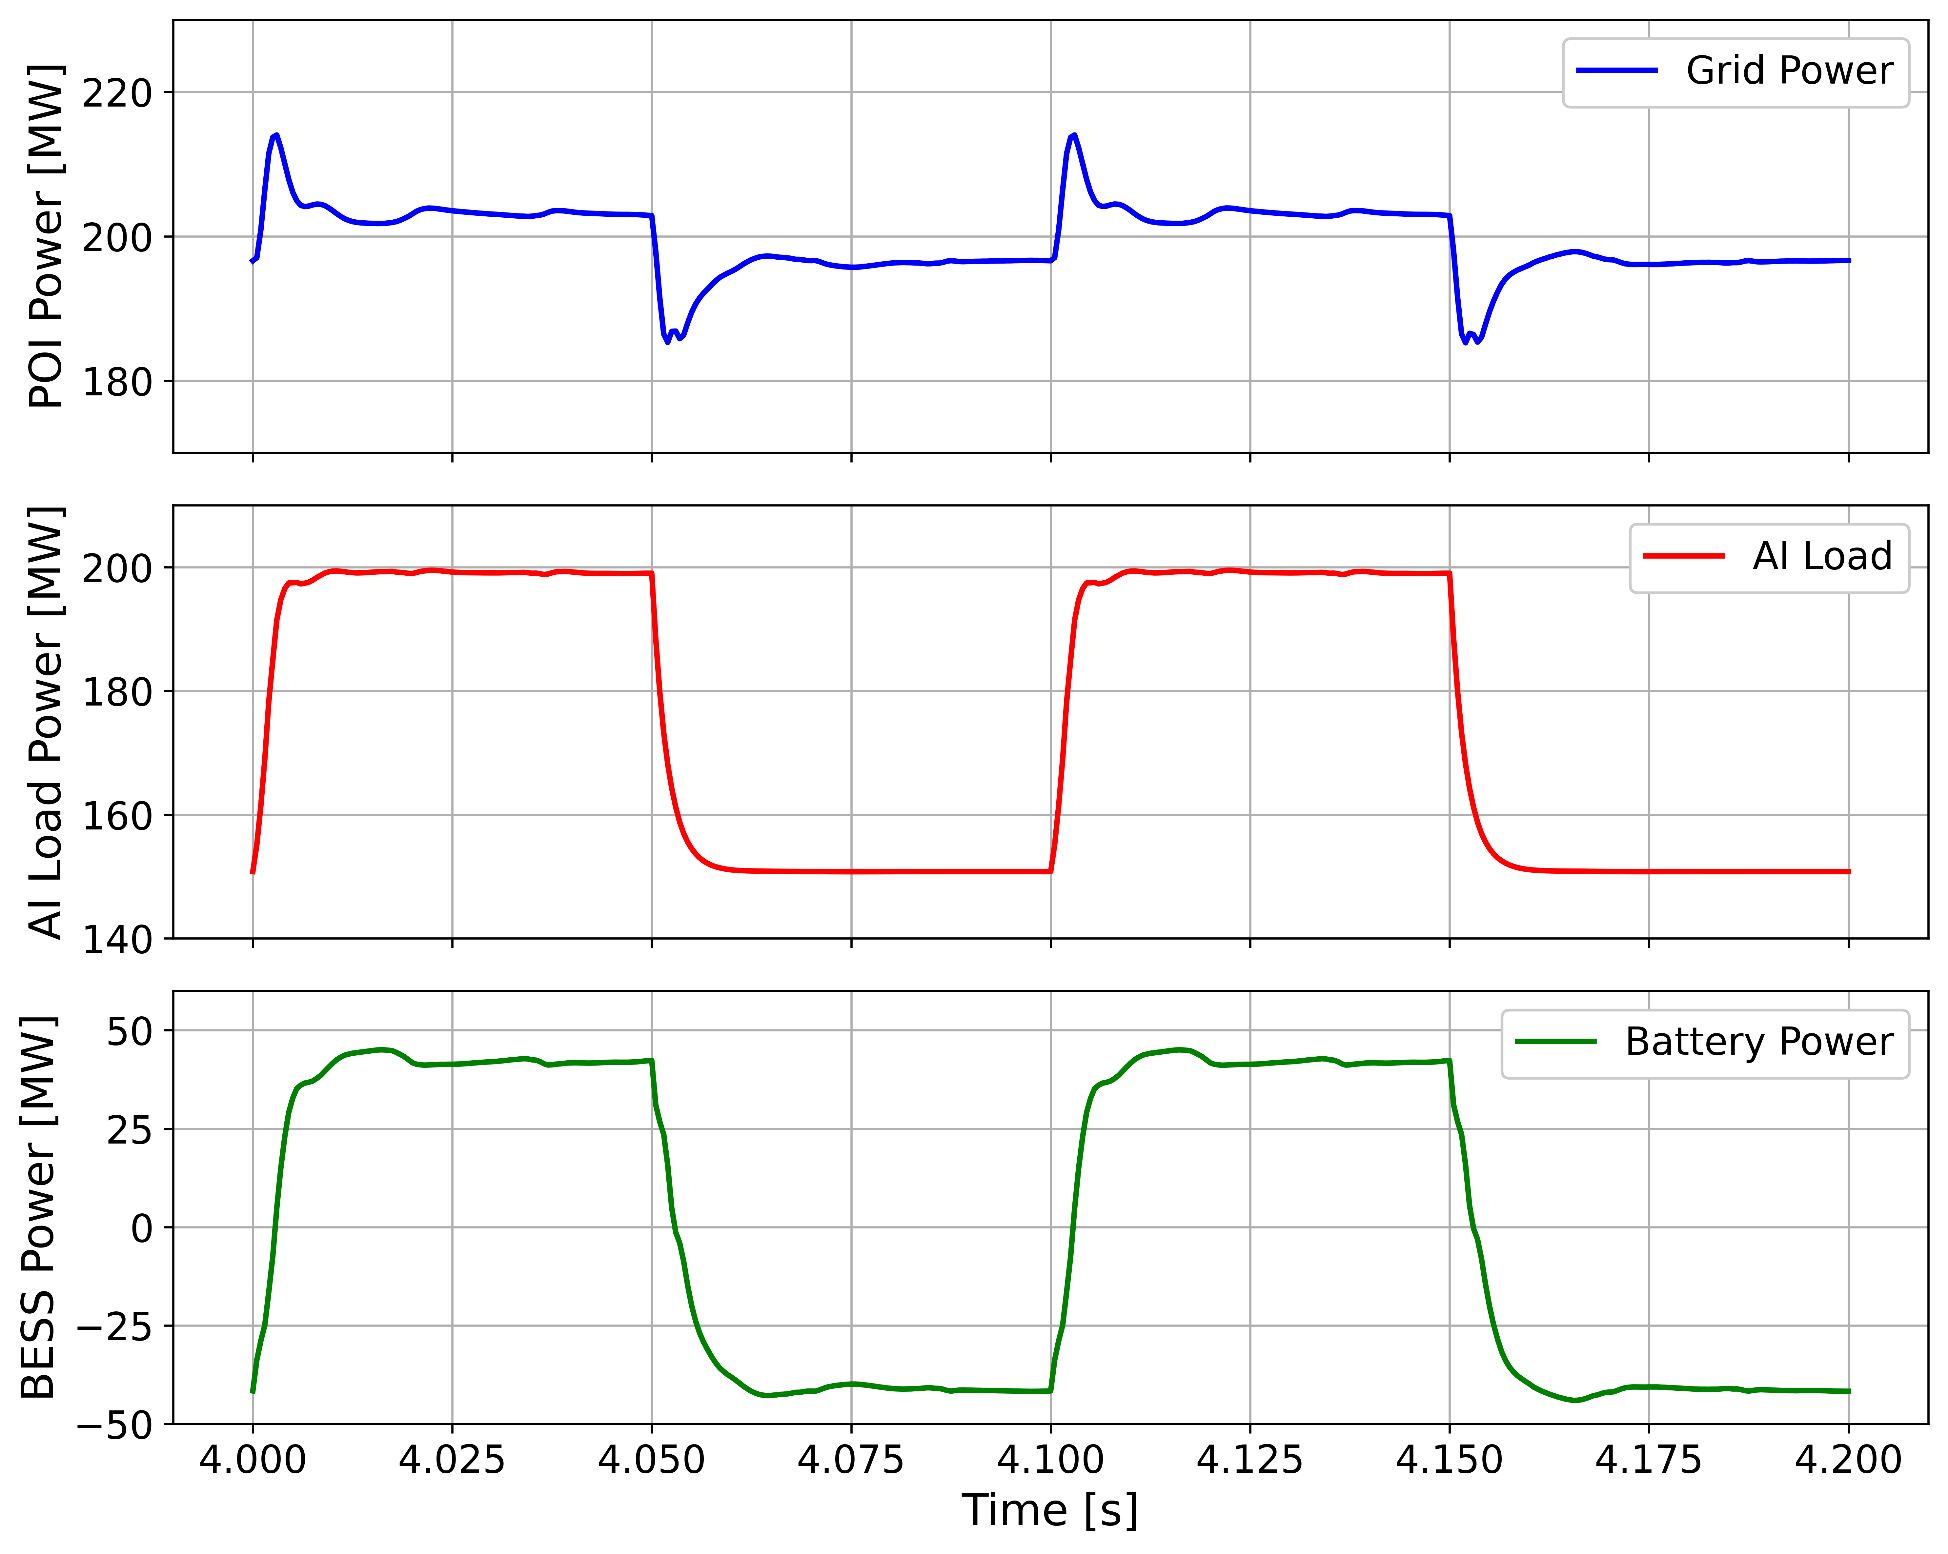 POI Power [MW]
220
200
180
Grid Power
AI Load Power [MW]
200
180
160
140
AI Load
BESS Power [MW]
50
25
0
−25
−50
Battery Power
4.000 4.025 4.050 4.075 4.100 4.125 4.150 4.175 4.200
Time [s]